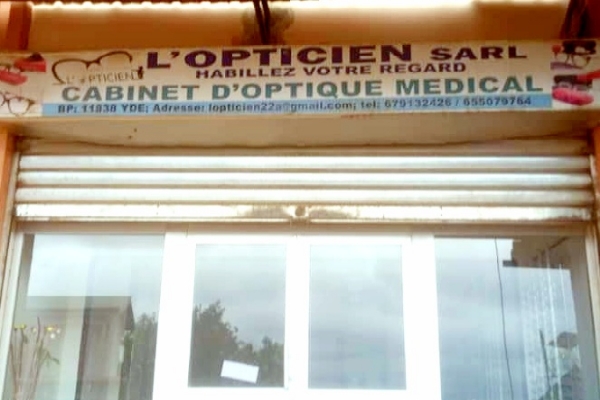 L'OPTICIEN SARL
L'OPTICIEN
HABILLEZ VOTRE REGARD
CABINET D'OPTIQUE MEDICAL
BP: 11838 YDE; Adresse: lopticien22a@gmail.com; tel: 679132426 / 655079764